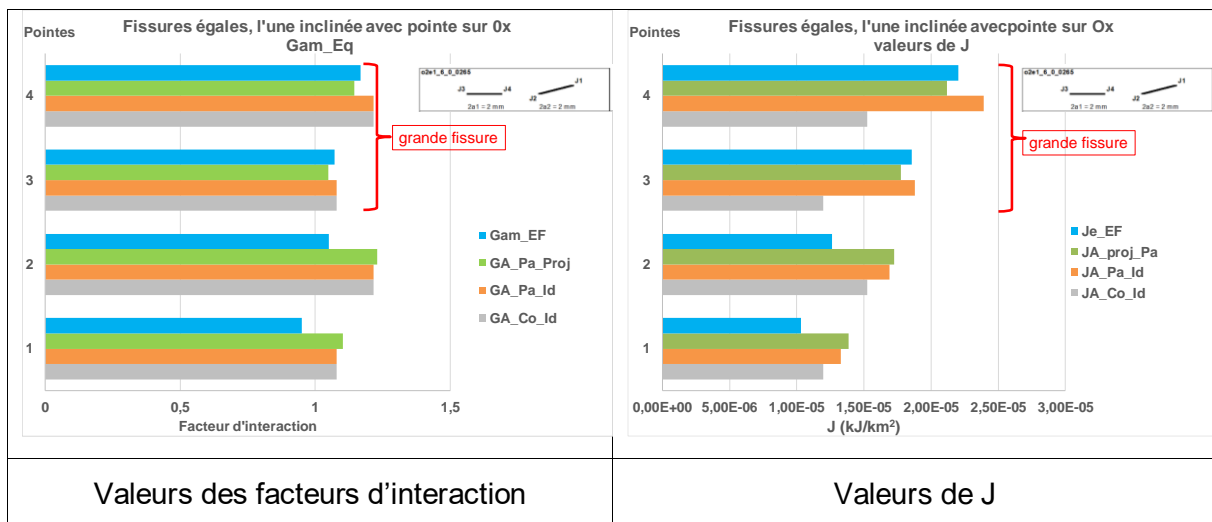 Fissures égales, l'une inclinée avec pointe sur 0x
Gam_Eq
Pointes
4
3
2
1
o2e1_6_0_0265
J3
J4
J2
J1
2a1 = 2 mm
2a2 = 2 mm
grande fissure
Gam_EF
GA_Pa_Proj
GA_Pa_Id
GA_Co_Id
0
0,5
1
1,5
Facteur d'interaction
Fissures égales, l'une inclinée avecpointe sur Ox
valeurs de J
Pointes
4
3
2
1
o2e1_6_0_0265
J3
J4
J2
J1
2a1 = 2 mm
2a2 = 2 mm
grande fissure
Je_EF
JA_proj_Pa
JA_Pa_Id
JA_Co_Id
0,00E+00
5,00E-06
1,00E-05
1,50E-05
2,00E-05
2,50E-05
3,00E-05
J (kJ/km²)
Valeurs des facteurs d'interaction
Valeurs de J